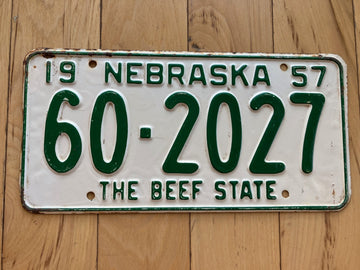 19 NEBRASKA 57
60·2027
THE BEEF STATE